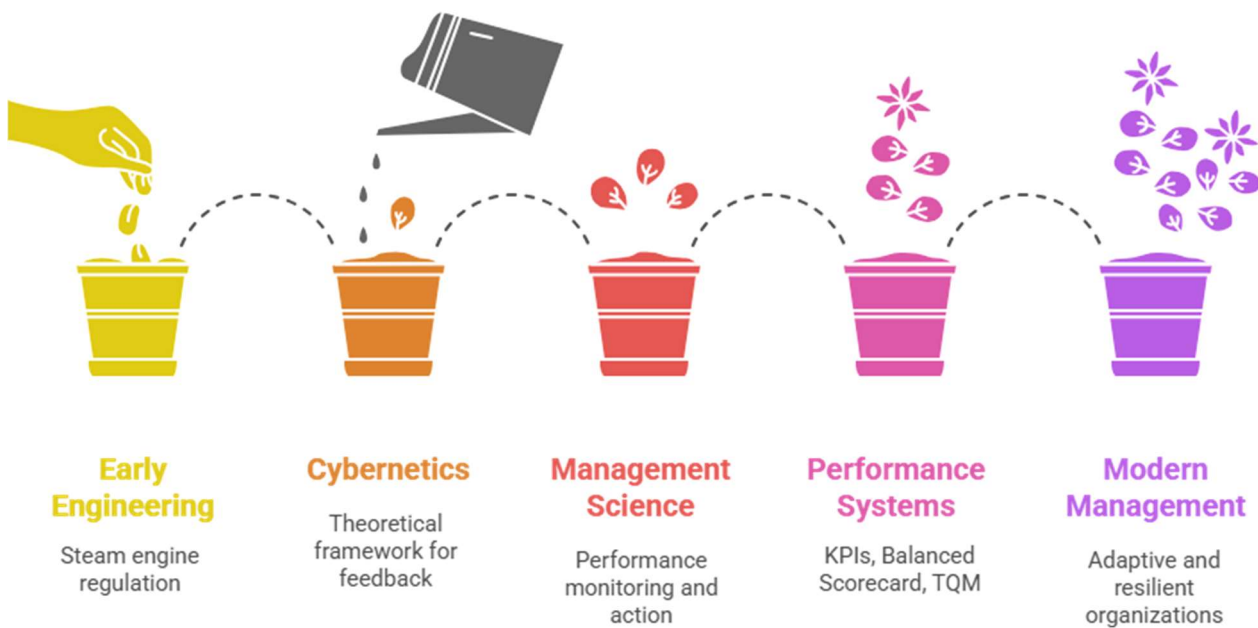 Early
Engineering
Steam engine
regulation
Cybernetics
Theoretical
framework for
feedback
Management
Science
Performance
monitoring and
action
Performance
Systems
KPIs, Balanced
Scorecard, TQM
Modern
Management
Adaptive and
resilient
organizations